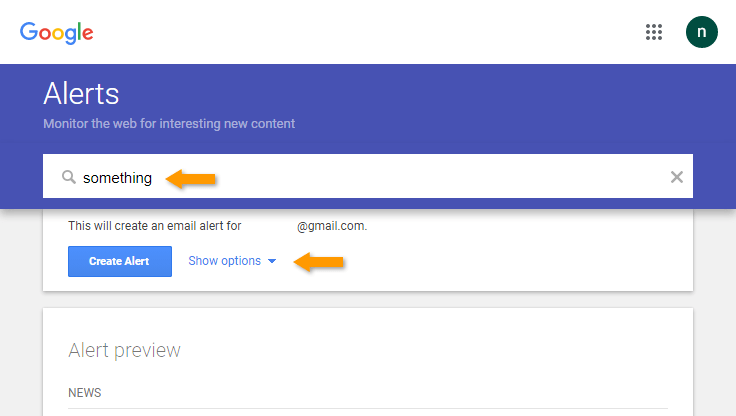 Google
n
Alerts
Monitor the web for interesting new content
something
This will create an email alert for @gmail.com.
Create Alert Show options
Alert preview
NEWS